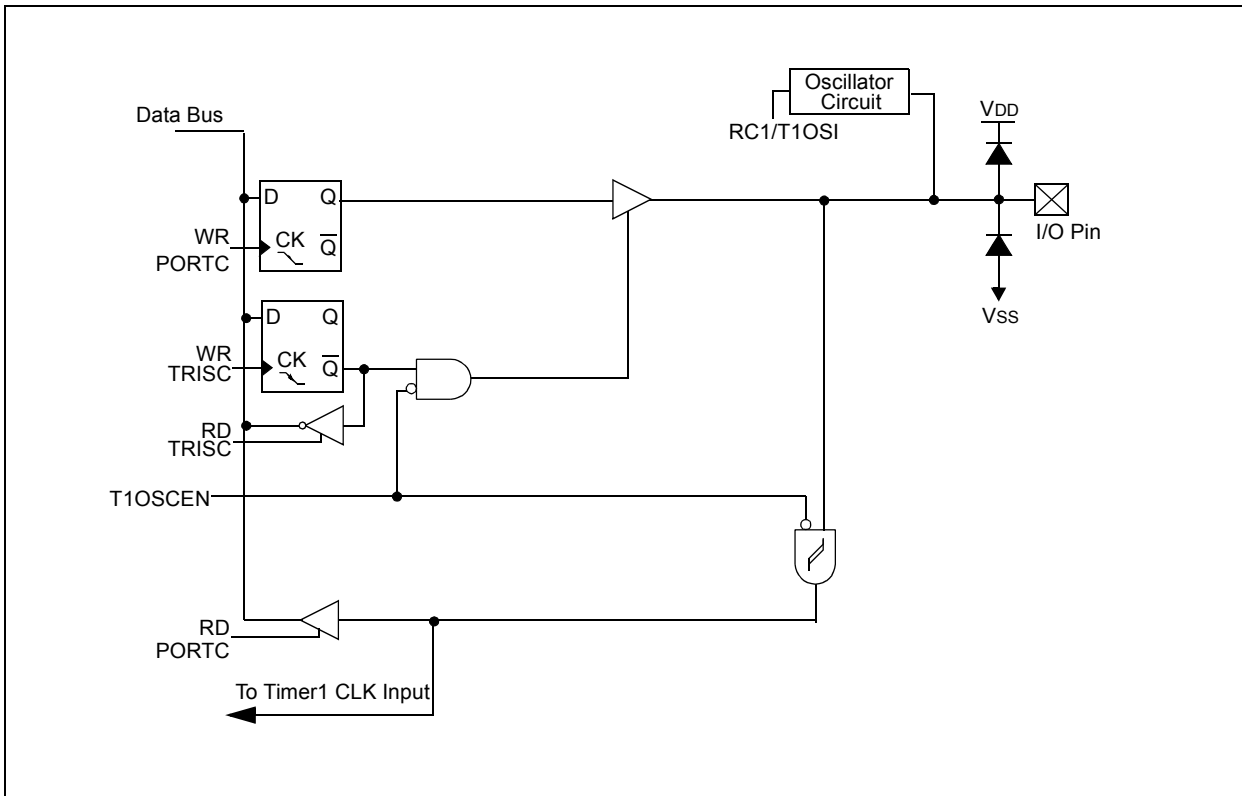 Oscillator
Circuit
RC1/T1OSI
VDD
Data Bus
D Q
WR
PORTC
CK Q
I/O Pin
VSS
D Q
WR
TRISC
CK Q
RD
TRISC
T1OSCEN
RD
PORTC
To Timer1 CLK Input